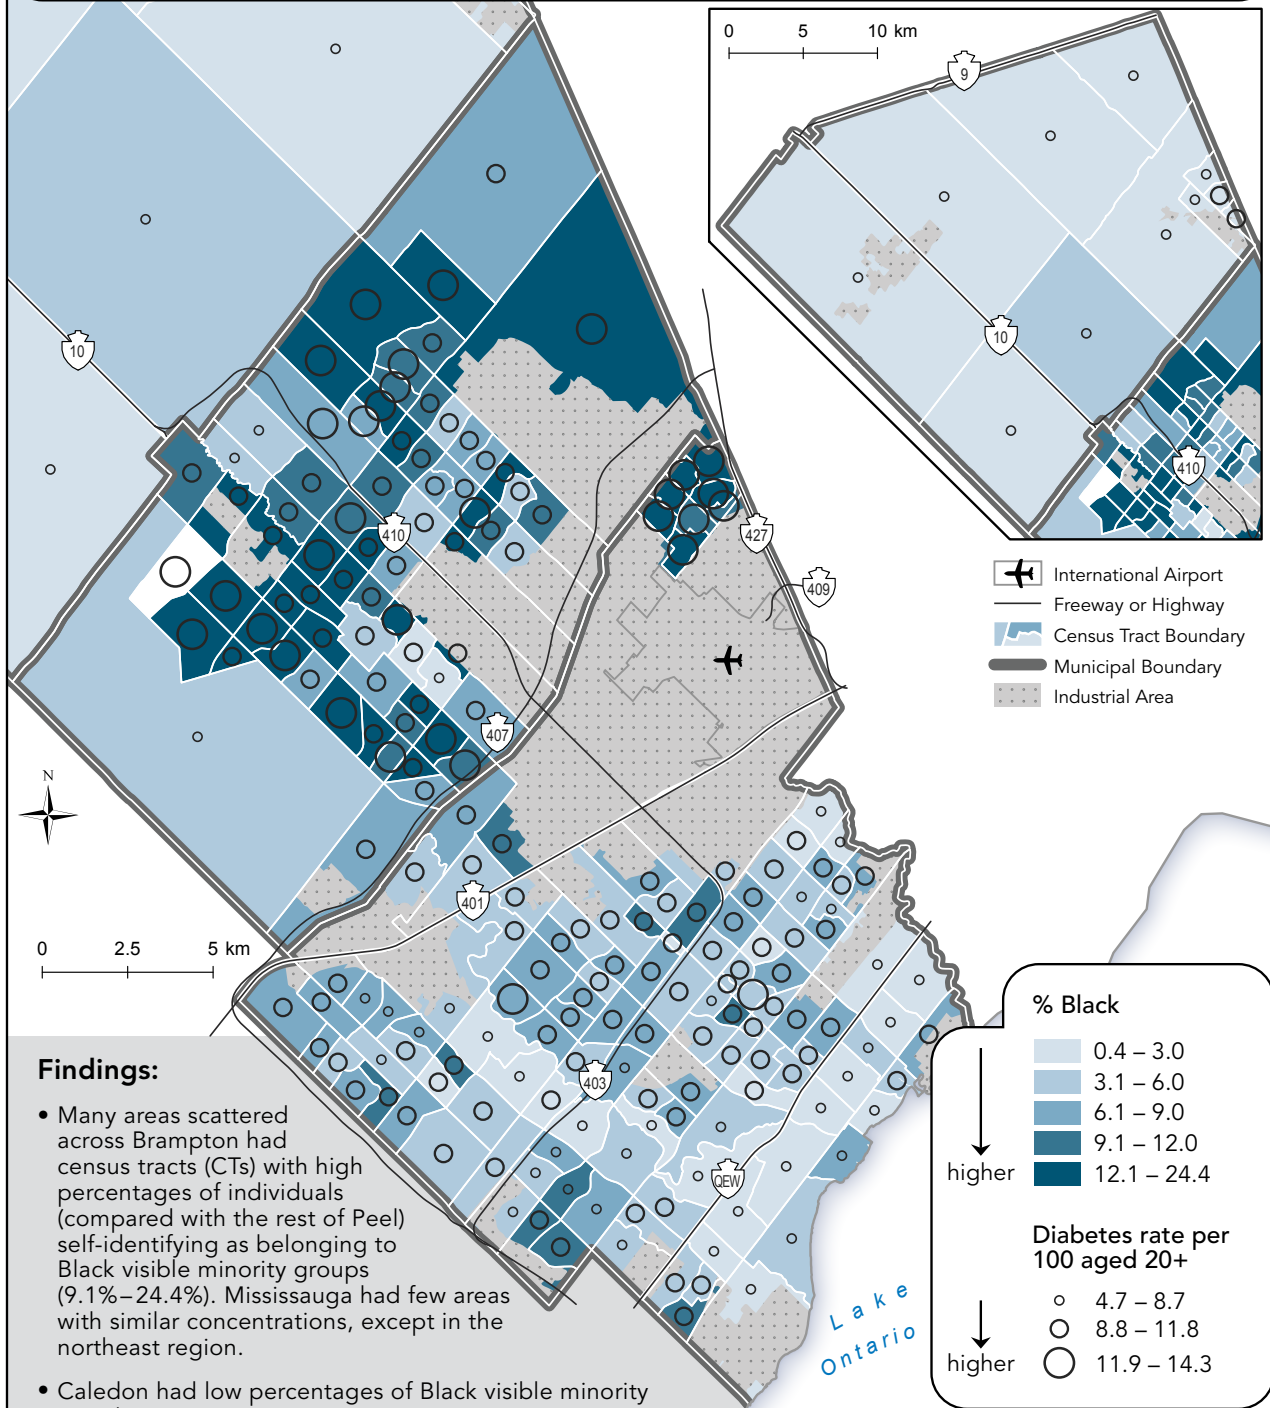 0 5 10 km
9
10
410
10
410
427
409
407
401
403
QEW
International Airport
Freeway or Highway
Census Tract Boundary
Municipal Boundary
Industrial Area
N
0 2.5 5 km
Findings:
• Many areas scattered
across Brampton had
census tracts (CTs) with high
percentages of individuals
(compared with the rest of Peel)
self-identifying as belonging to
Black visible minority groups
(9.1%–24.4%). Mississauga had few areas
with similar concentrations, except in the
northeast region.
• Caledon had low percentages of Black visible minority
Lake
Ontario
% Black
0.4 – 3.0
3.1 – 6.0
6.1 – 9.0
9.1 – 12.0
12.1 – 24.4
higher
Diabetes rate per
100 aged 20+
4.7 – 8.7
8.8 – 11.8
11.9 – 14.3
higher